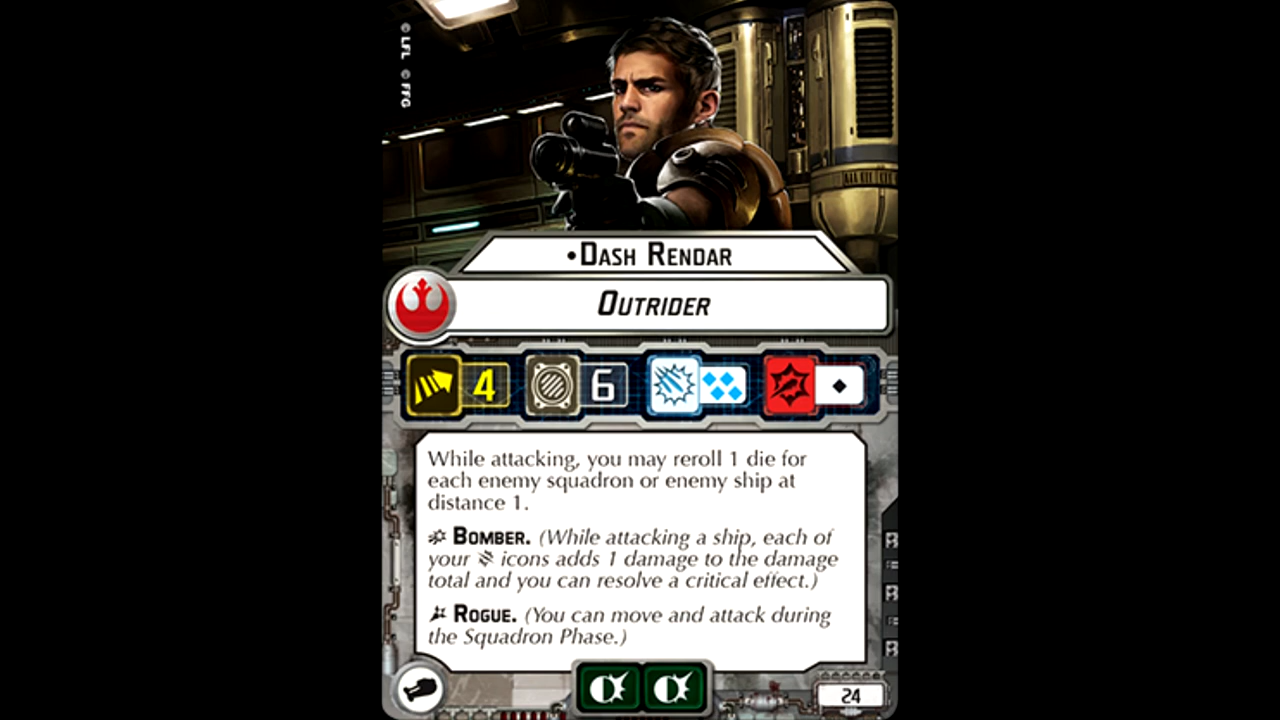 © LFL © FFG
•Dash Rendar
Outrider
4 6
While attacking, you may reroll 1 die for
each enemy squadron or enemy ship at
distance 1.
Bomber. (While attacking a ship, each of
your icons adds 1 damage to the damage
total and you can resolve a critical effect.)
Rogue. (You can move and attack during
the Squadron Phase.)
24